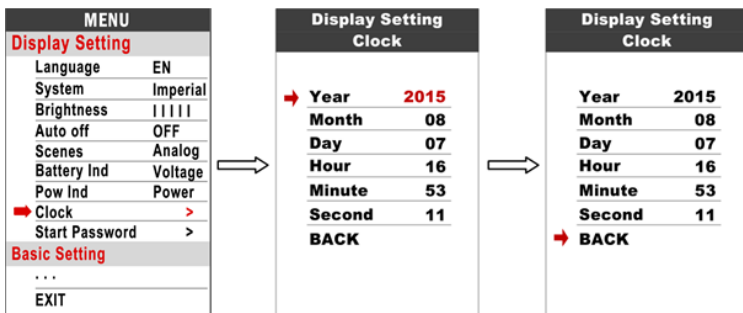 MENU
Display Setting
Language EN
System Imperial
Brightness | | | | |
Auto off OFF
Scenes Analog
Battery Ind Voltage
Pow Ind Power
Clock >
Start Password >
Basic Setting
. . .
EXIT
Display Setting
Clock
Year 2015
Month 08
Day 07
Hour 16
Minute 53
Second 11
BACK
Display Setting
Clock
Year 2015
Month 08
Day 07
Hour 16
Minute 53
Second 11
BACK